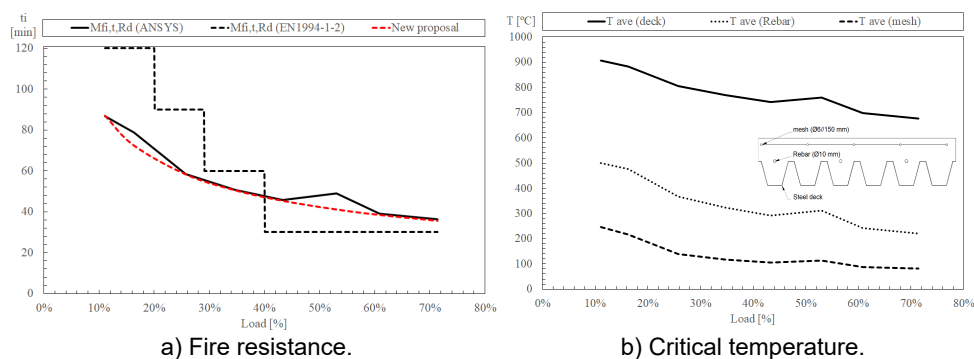 ti
[min]
Mfi,t,Rd (ANSYS)
Mfi,t,Rd (EN1994-1-2)
New proposal
120
100
80
60
40
20
0
0%
10%
20%
30%
40%
50%
60%
70%
80%
Load [%]
a) Fire resistance.
T [ºC]
T ave (deck)
T ave (Rebar)
T ave (mesh)
1000
900
800
700
600
500
400
300
200
100
0
mesh (Ø6//150 mm)
Rebar (Ø10 mm)
Steel deck
0%
10%
20%
30%
40%
50%
60%
70%
80%
Load [%]
b) Critical temperature.